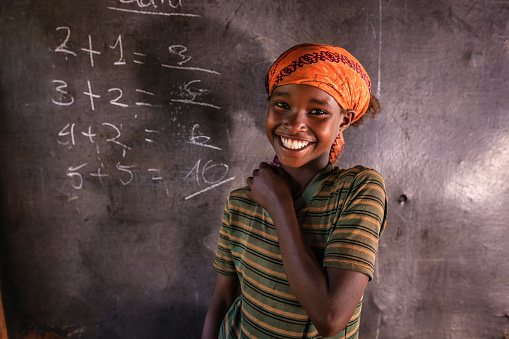 2 + 1 = 3
3 + 2 = 5
4 + 2 = 6
5 + 5 = 10